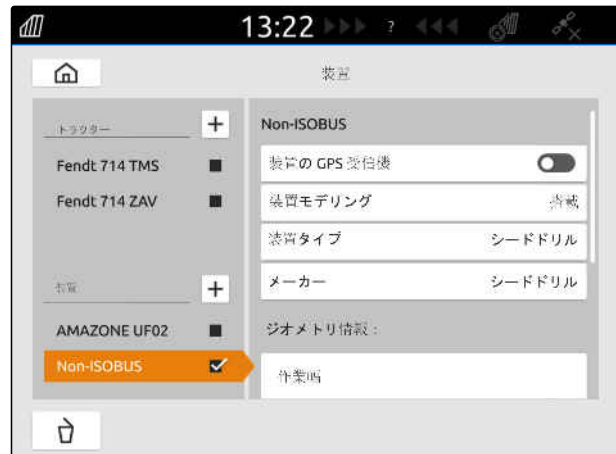 13:22
?
装置
トラクター
Fendt 714 TMS
Fendt 714 ZAV
装置
AMAZONE UF02
Non-ISOBUS
Non-ISOBUS
装置の GPS 受信機
装置モデリング 搭載
装置タイプ シードドリル
メーカー シードドリル
ジオメトリ情報：
作業幅